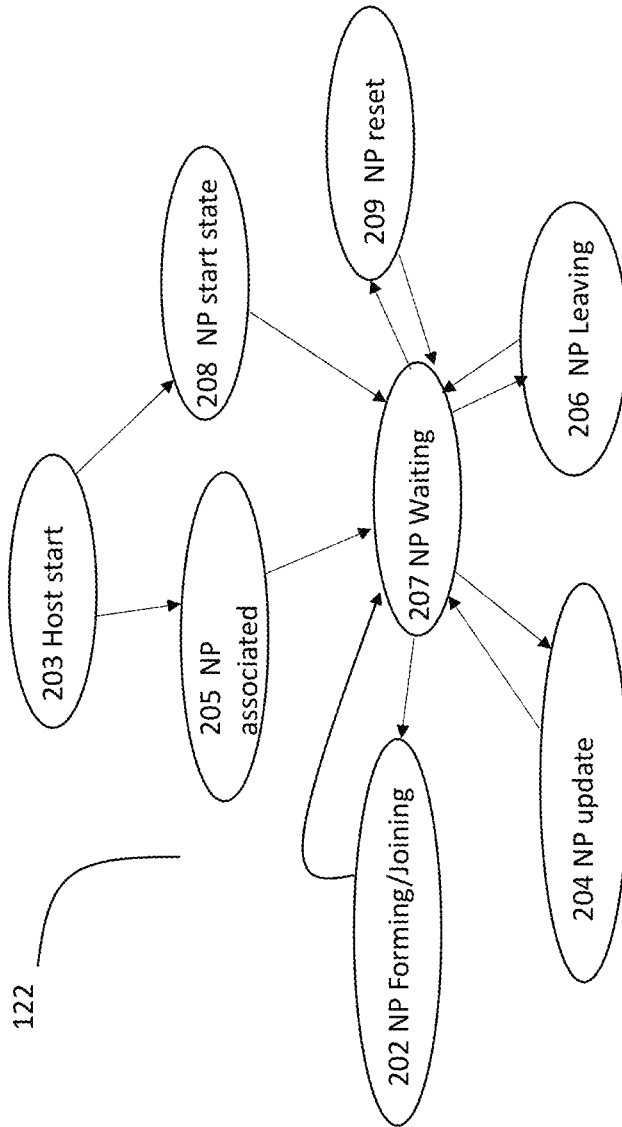 122
203 Host start
205 NP
associated
208 NP start state
202 NP Forming/Joining
207 NP Waiting
209 NP reset
204 NP update
206 NP Leaving